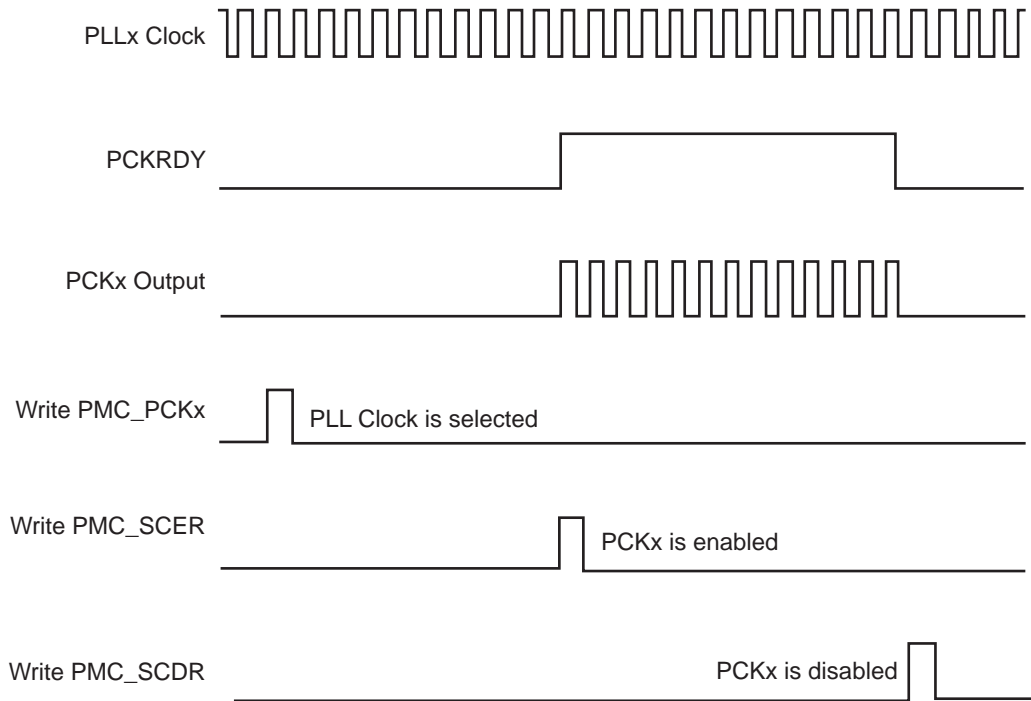 PLLx Clock
PCKRDY
PCKx Output
Write PMC_PCKx
PLL Clock is selected
Write PMC_SCER
PCKx is enabled
Write PMC_SCDR
PCKx is disabled